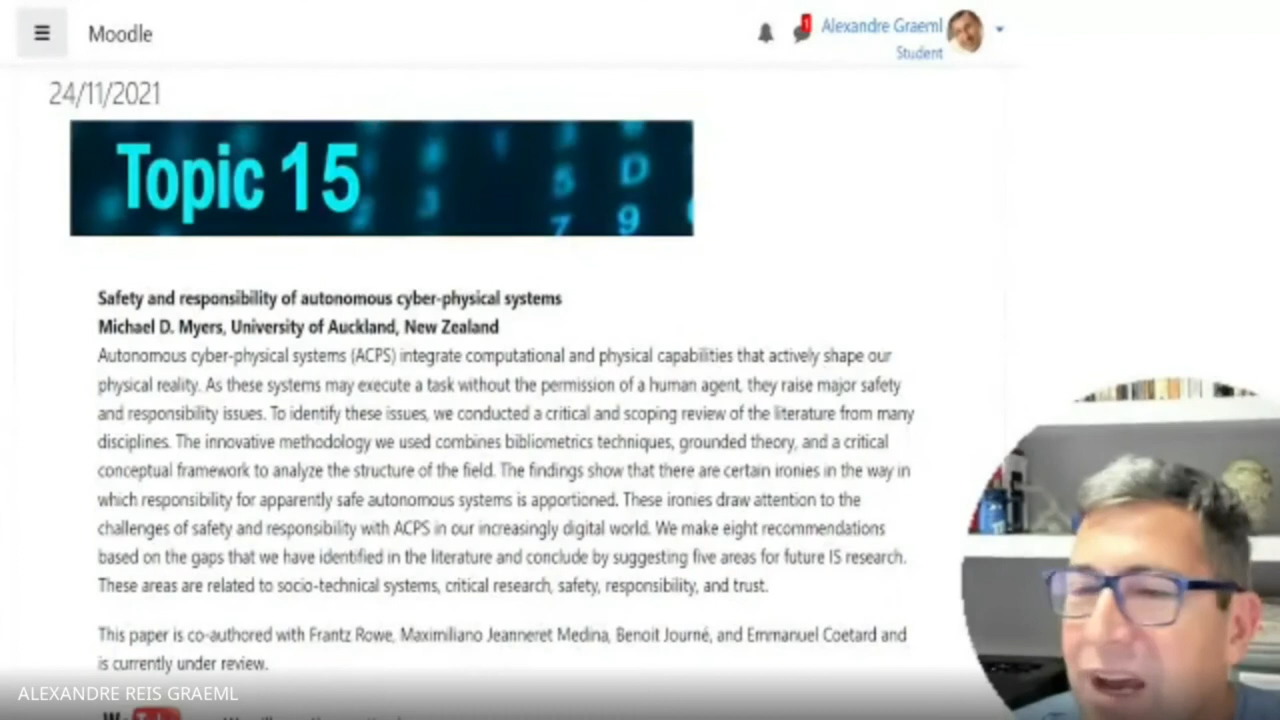 Moodle
1
Alexandre Graeml
Student
24/11/2021
Topic 15
5
D
3
2
7
9
Safety and responsibility of autonomous cyber-physical systems
Michael D. Myers, University of Auckland, New Zealand
Autonomous cyber-physical systems (ACPS) integrate computational and physical capabilities that actively shape our
physical reality. As these systems may execute a task without the permission of a human agent, they raise major safety
and responsibility issues. To identify these issues, we conducted a critical and scoping review of the literature from many
disciplines. The innovative methodology we used combines bibliometrics techniques, grounded theory, and a critical
conceptual framework to analyze the structure of the field. The findings show that there are certain ironies in the way in
which responsibility for apparently safe autonomous systems is apportioned. These ironies draw attention to the
challenges of safety and responsibility with ACPS in our increasingly digital world. We make eight recommendations
based on the gaps that we have identified in the literature and conclude by suggesting five areas for future IS research.
These areas are related to socio-technical systems, critical research, safety, responsibility, and trust.
This paper is co-authored with Frantz Rowe, Maximiliano Jeanneret Medina, Benoit Journé, and Emmanuel Coetard and
is currently under review.
ALEXANDRE REIS GRAEML